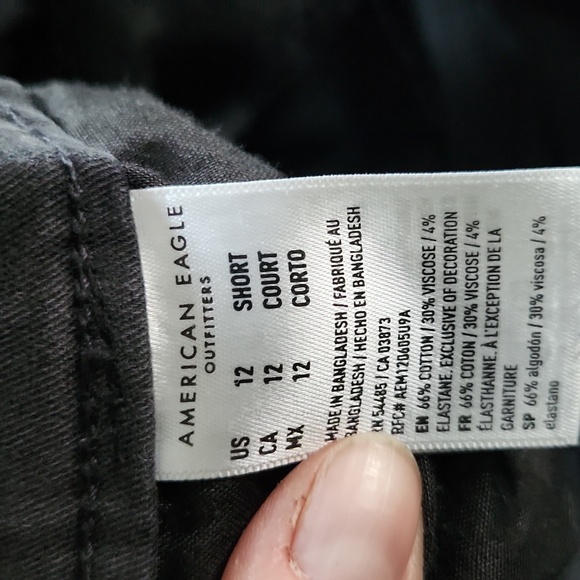 AMERICAN EAGLE
OUTFITTERS
US 12 SHORT
CA 12 COURT
MX 12 CORTO
MADE IN BANGLADESH / FABRIQUÉ AU
BANGLADESH / HECHO EN BANGLADESH
RN 54485 / CA 03873
RFC# AEM120605U9A
EN 66% COTTON / 30% VISCOSE / 4%
ELASTANE. EXCLUSIVE OF DECORATION
FR 66% COTON / 30% VISCOSE / 4%
ÉLASTHANNE. À L'EXCEPTION DE LA
GARNITURE
SP 66% algodón / 30% viscosa / 4%
elastano